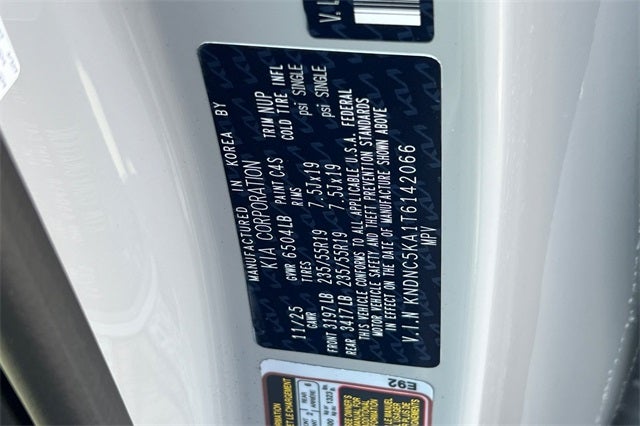 MANUFACTURED IN KOREA BY
KIA CORPORATION
11/25 GVWR 6504LB PAINT C4S TRIM NUP
GAWR TIRES RIMS COLD TIRE INFL
FRONT 3197LB 235/55R19 7.5Jx19 psi SINGLE
REAR 3417LB 235/55R19 7.5Jx19 psi SINGLE
THIS VEHICLE CONFORMS TO ALL APPLICABLE U.S.A. FEDERAL
MOTOR VEHICLE SAFETY AND THEFT PREVENTION STANDARDS
IN EFFECT ON THE DATE OF MANUFACTURE SHOWN ABOVE
V.I.N KNDNC5KA1T6142066
MPV
E92